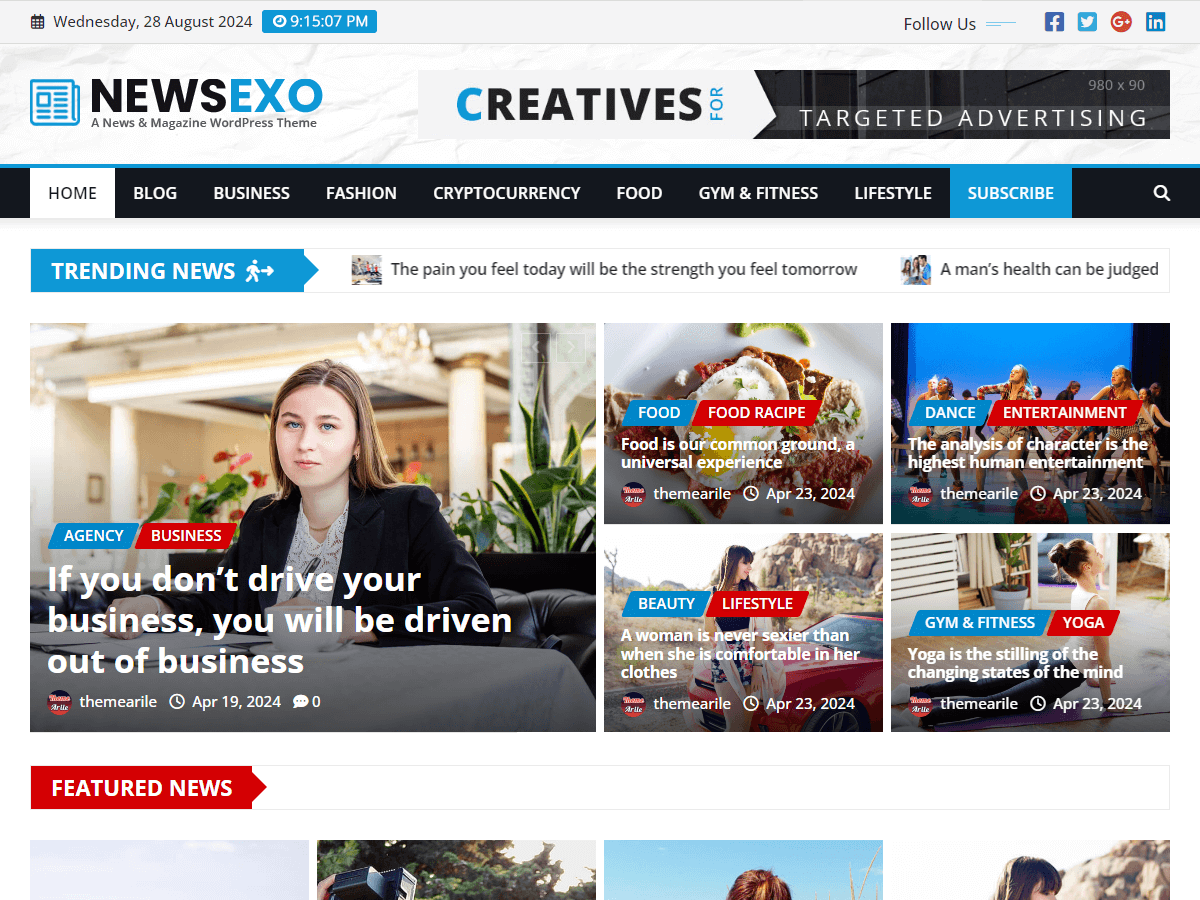 Wednesday, 28 August 2024 9:15:07 PM Follow Us
NEWSEXO
A News & Magazine WordPress Theme
CREATIVES FOR
980 x 90
TARGETED ADVERTISING
HOME BLOG BUSINESS FASHION CRYPTOCURRENCY FOOD GYM & FITNESS LIFESTYLE SUBSCRIBE
TRENDING NEWS The pain you feel today will be the strength you feel tomorrow A man’s health can be judged
AGENCY BUSINESS
If you don’t drive your
business, you will be driven
out of business
themearile Apr 19, 2024 0
FOOD FOOD RACIPE
Food is our common ground, a
universal experience
Theme Arile themearile Apr 23, 2024
DANCE ENTERTAINMENT
The analysis of character is the
highest human entertainment
themearile Apr 23, 2024
BEAUTY LIFESTYLE
A woman is never sexier than
when she is comfortable in her
clothes
themearile Apr 23, 2024
GYM & FITNESS YOGA
Yoga is the stilling of the
changing states of the mind
themearile Apr 23, 2024
FEATURED NEWS